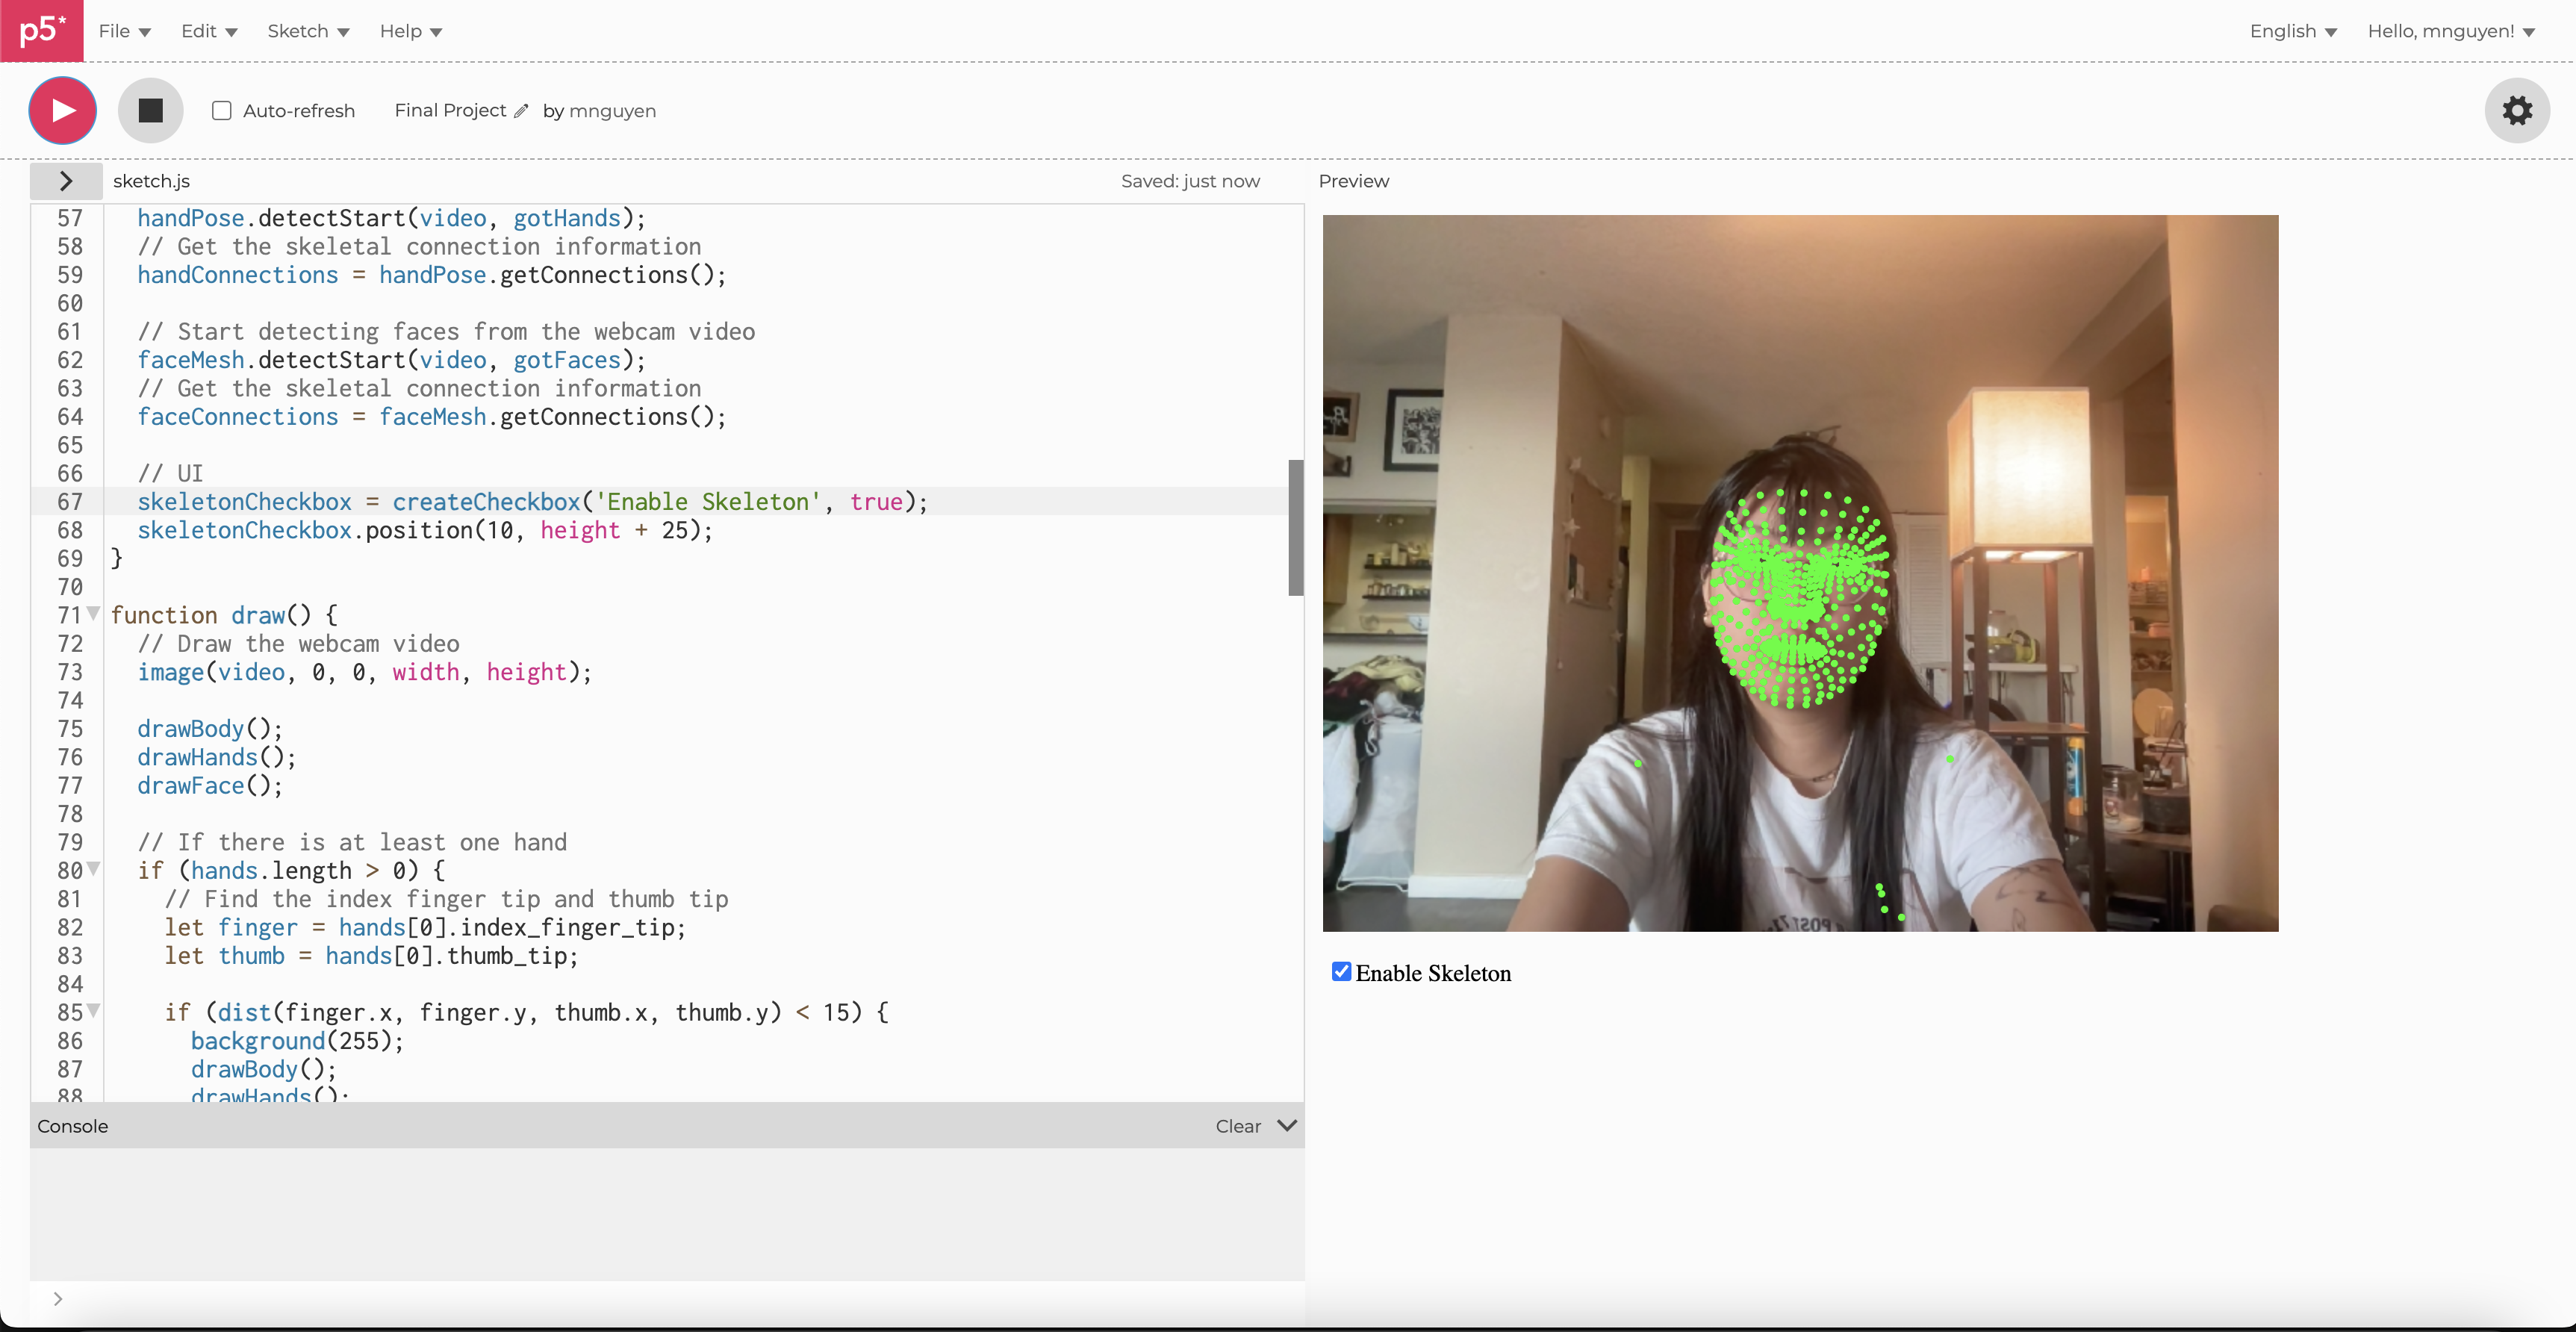 p5*
File Edit Sketch Help English Hello, mnguyen!
Auto-refresh Final Project by mnguyen
sketch.js Saved: just now Preview
57 handPose.detectStart(video, gotHands);
58 // Get the skeletal connection information
59 handConnections = handPose.getConnections();
60
61 // Start detecting faces from the webcam video
62 faceMesh.detectStart(video, gotFaces);
63 // Get the skeletal connection information
64 faceConnections = faceMesh.getConnections();
65
66 // UI
67 skeletonCheckbox = createCheckbox('Enable Skeleton', true);
68 skeletonCheckbox.position(10, height + 25);
69 }
70
71 function draw() {
72 // Draw the webcam video
73 image(video, 0, 0, width, height);
74
75 drawBody();
76 drawHands();
77 drawFace();
78
79 // If there is at least one hand
80 if (hands.length > 0) {
81 // Find the index finger tip and thumb tip
82 let finger = hands[0].index_finger_tip;
83 let thumb = hands[0].thumb_tip;
84
85 if (dist(finger.x, finger.y, thumb.x, thumb.y) < 15) {
86 background(255);
87 drawBody();
88 drawHands();
Enable Skeleton
Console Clear
>